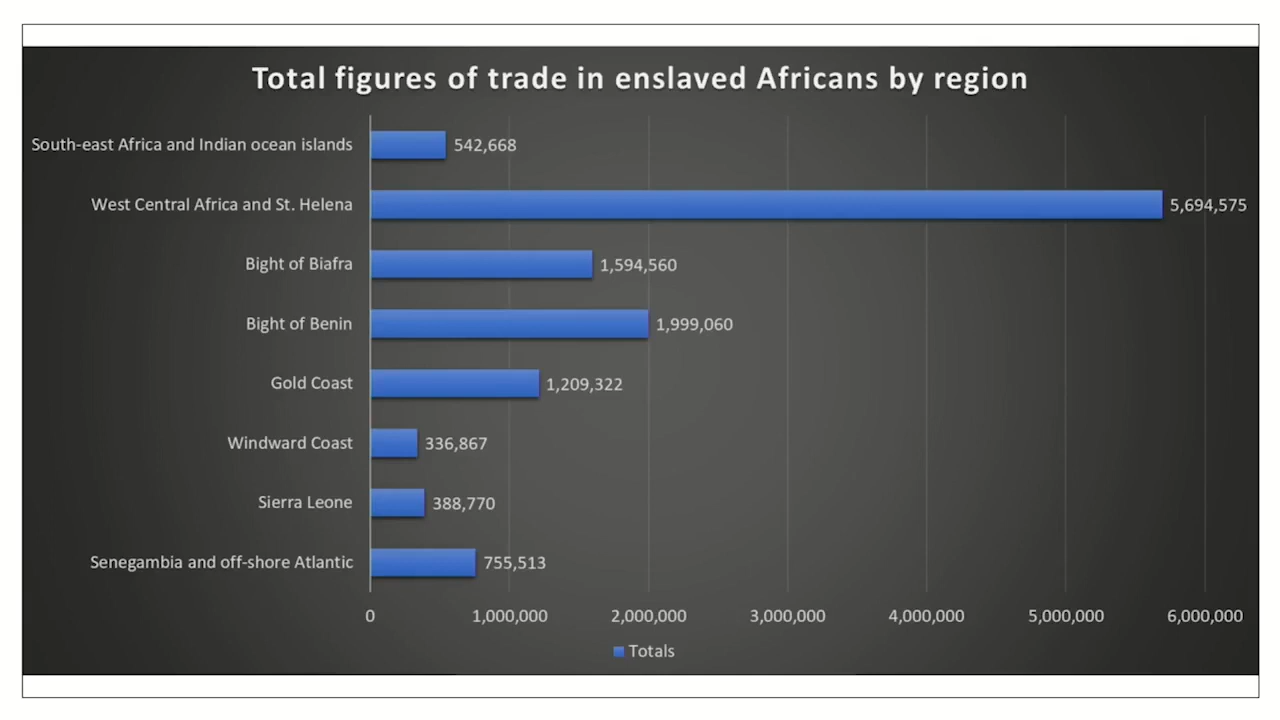 Total figures of trade in enslaved Africans by region
South-east Africa and Indian ocean islands 542,668
West Central Africa and St. Helena 5,694,575
Bight of Biafra 1,594,560
Bight of Benin 1,999,060
Gold Coast 1,209,322
Windward Coast 336,867
Sierra Leone 388,770
Senegambia and off-shore Atlantic 755,513
0 1,000,000 2,000,000 3,000,000 4,000,000 5,000,000 6,000,000
Totals